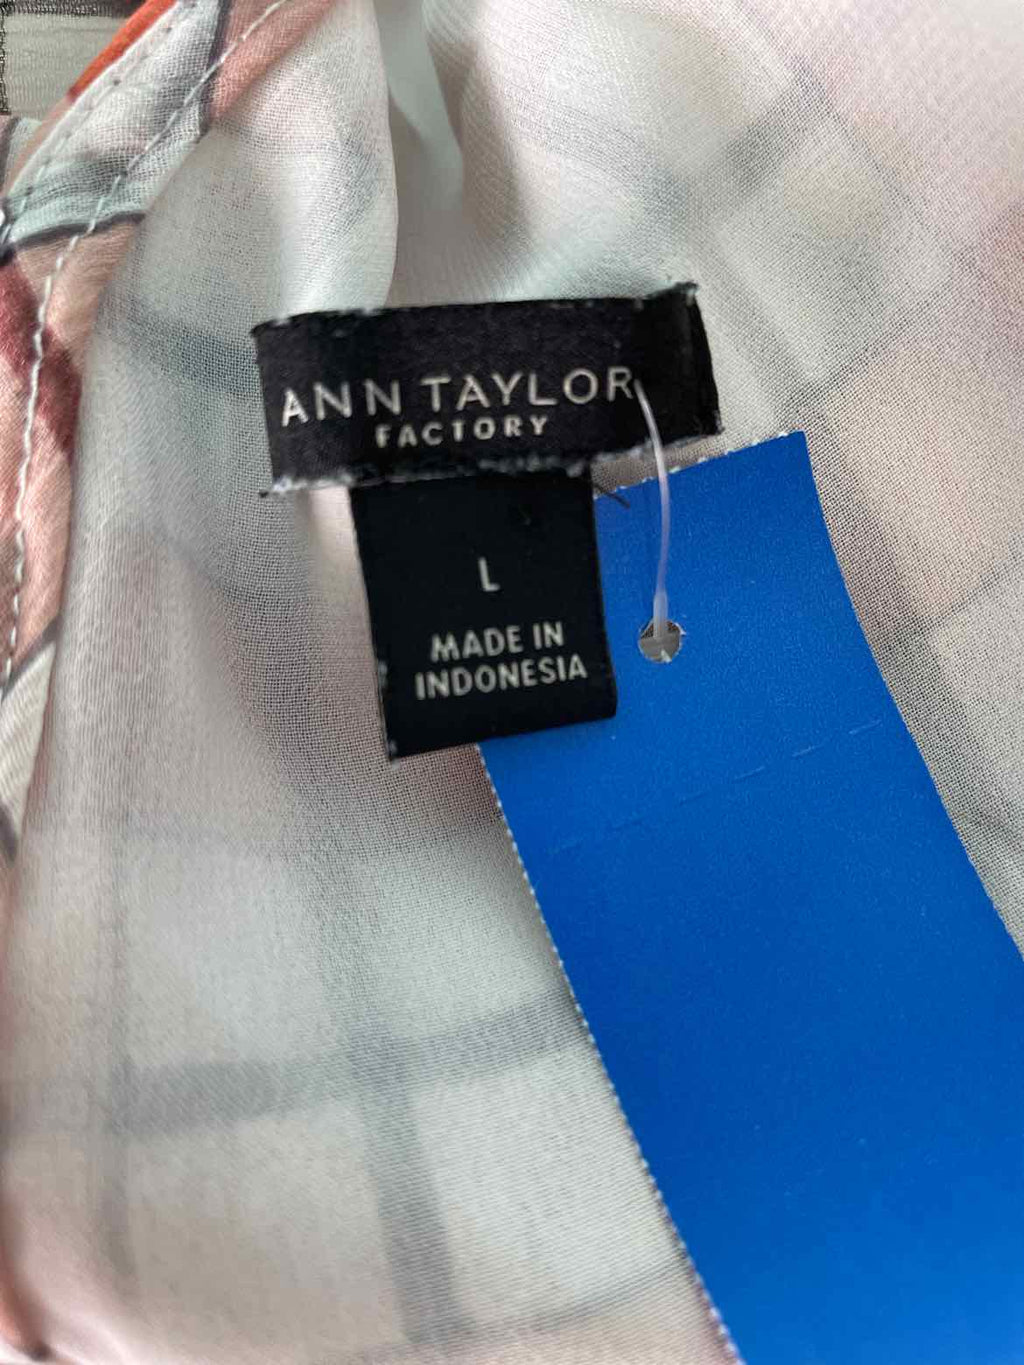 ANN TAYLOR
FACTORY
L
MADE IN
INDONESIA